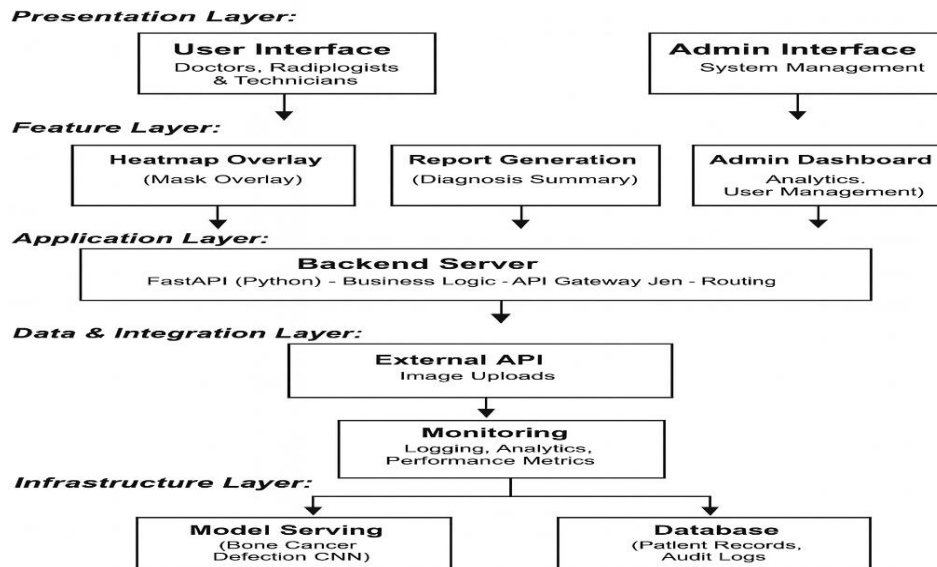 Presentation Layer:
User Interface
Doctors, Radiplogists
& Technicians
Admin Interface
System Management
Feature Layer:
Heatmap Overlay
(Mask Overlay)
Report Generation
(Diagnosis Summary)
Admin Dashboard
Analytics.
User Management)
Application Layer:
Backend Server
FastAPI (Python) - Business Logic - API Gateway Jen - Routing
Data & Integration Layer:
External API
Image Uploads
Monitoring
Logging, Analytics,
Performance Metrics
Infrastructure Layer:
Model Serving
(Bone Cancer
Defection CNN)
Database
(Patlent Records,
Audit Logs